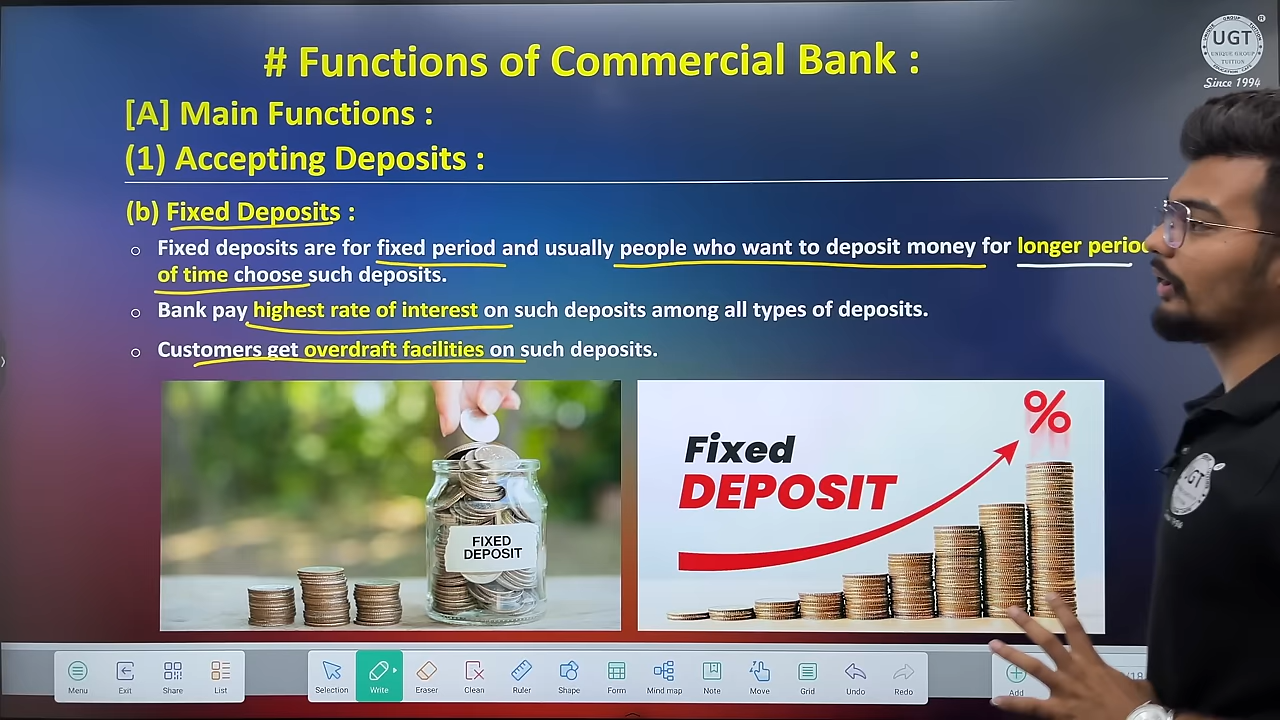 # Functions of Commercial Bank :
UGT
UNIQUE GROUP
TUITION
Since 1994
[A] Main Functions :
(1) Accepting Deposits :
(b) Fixed Deposits :
Fixed deposits are for fixed period and usually people who want to deposit money for longer period
of time choose such deposits.
Bank pay highest rate of interest on such deposits among all types of deposits.
Customers get overdraft facilities on such deposits.
FIXED
DEPOSIT
Fixed
DEPOSIT
%
Menu Exit Share List Selection Write Eraser Clean Ruler Shape Form Mind map Note Move Grid Undo Redo Add /18